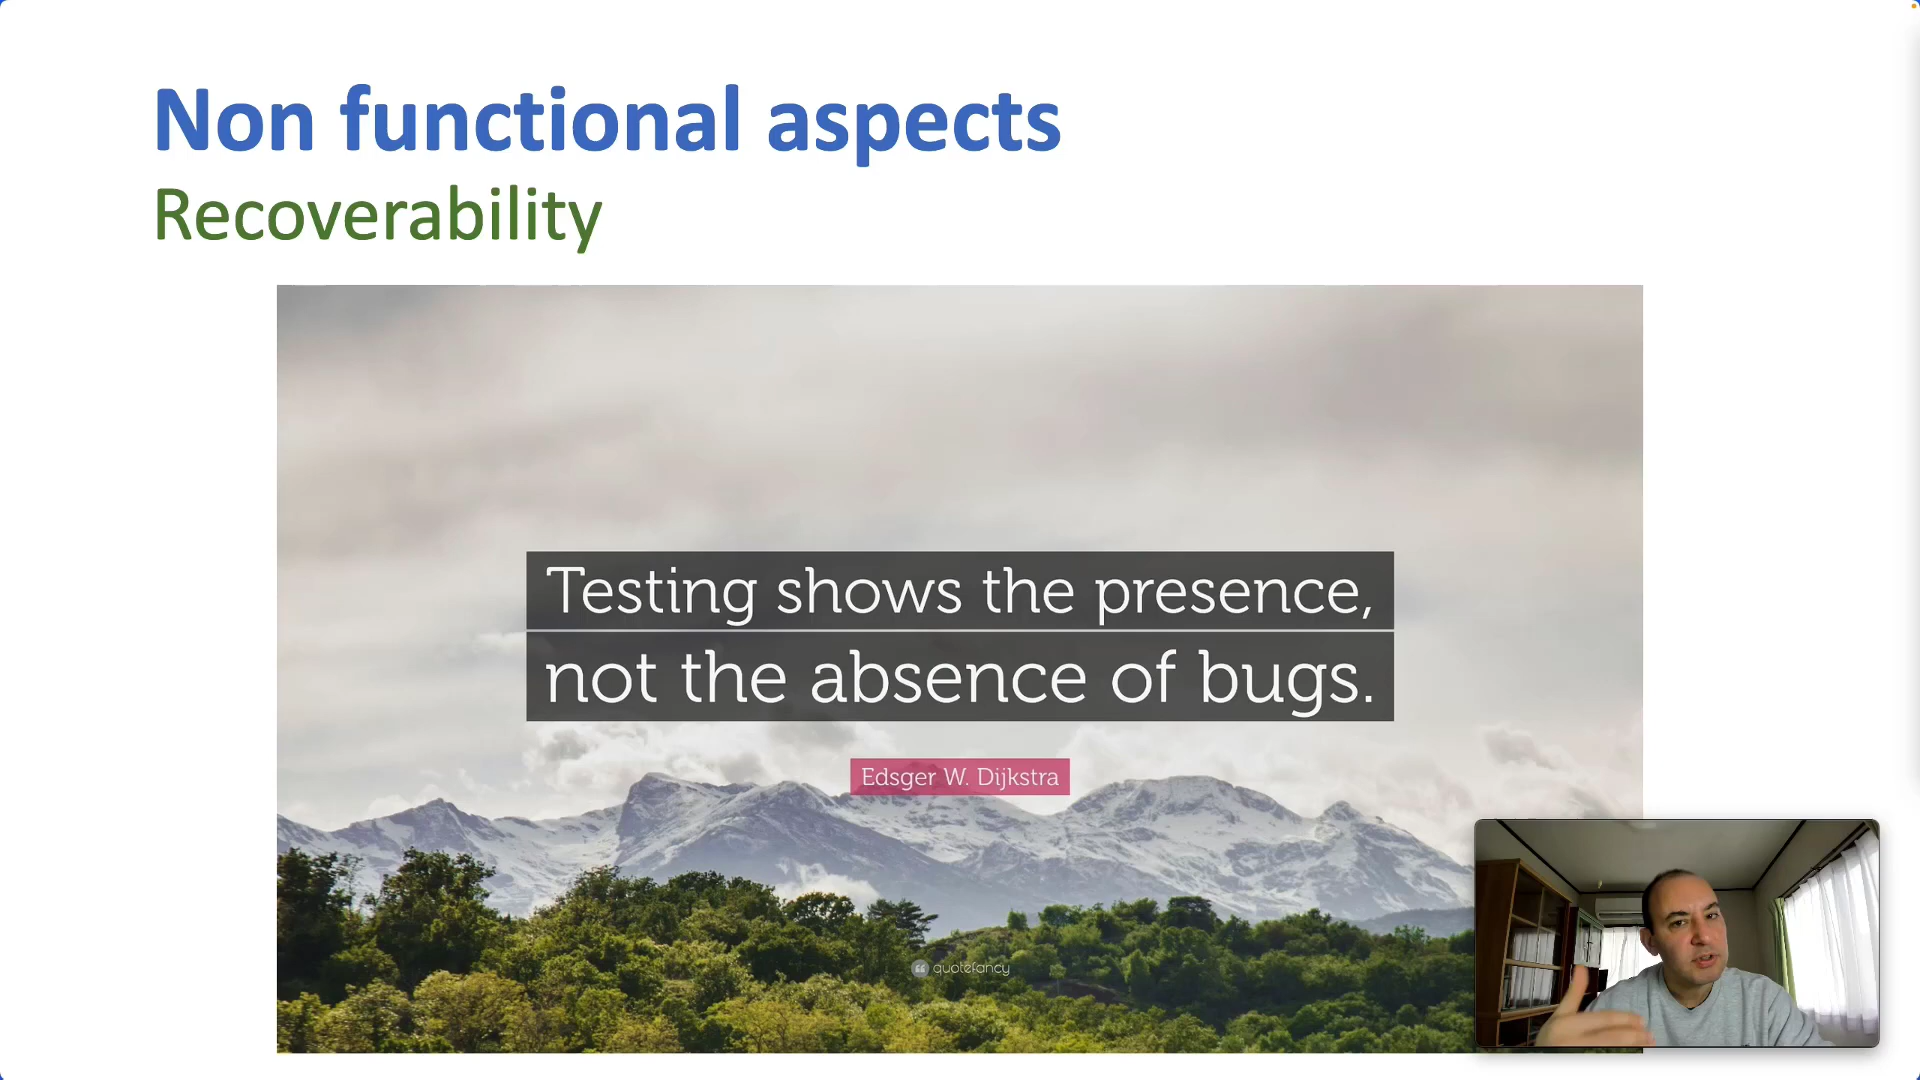 Non functional aspects
Recoverability
Testing shows the presence,
not the absence of bugs.
Edsger W. Dijkstra
quotefancy